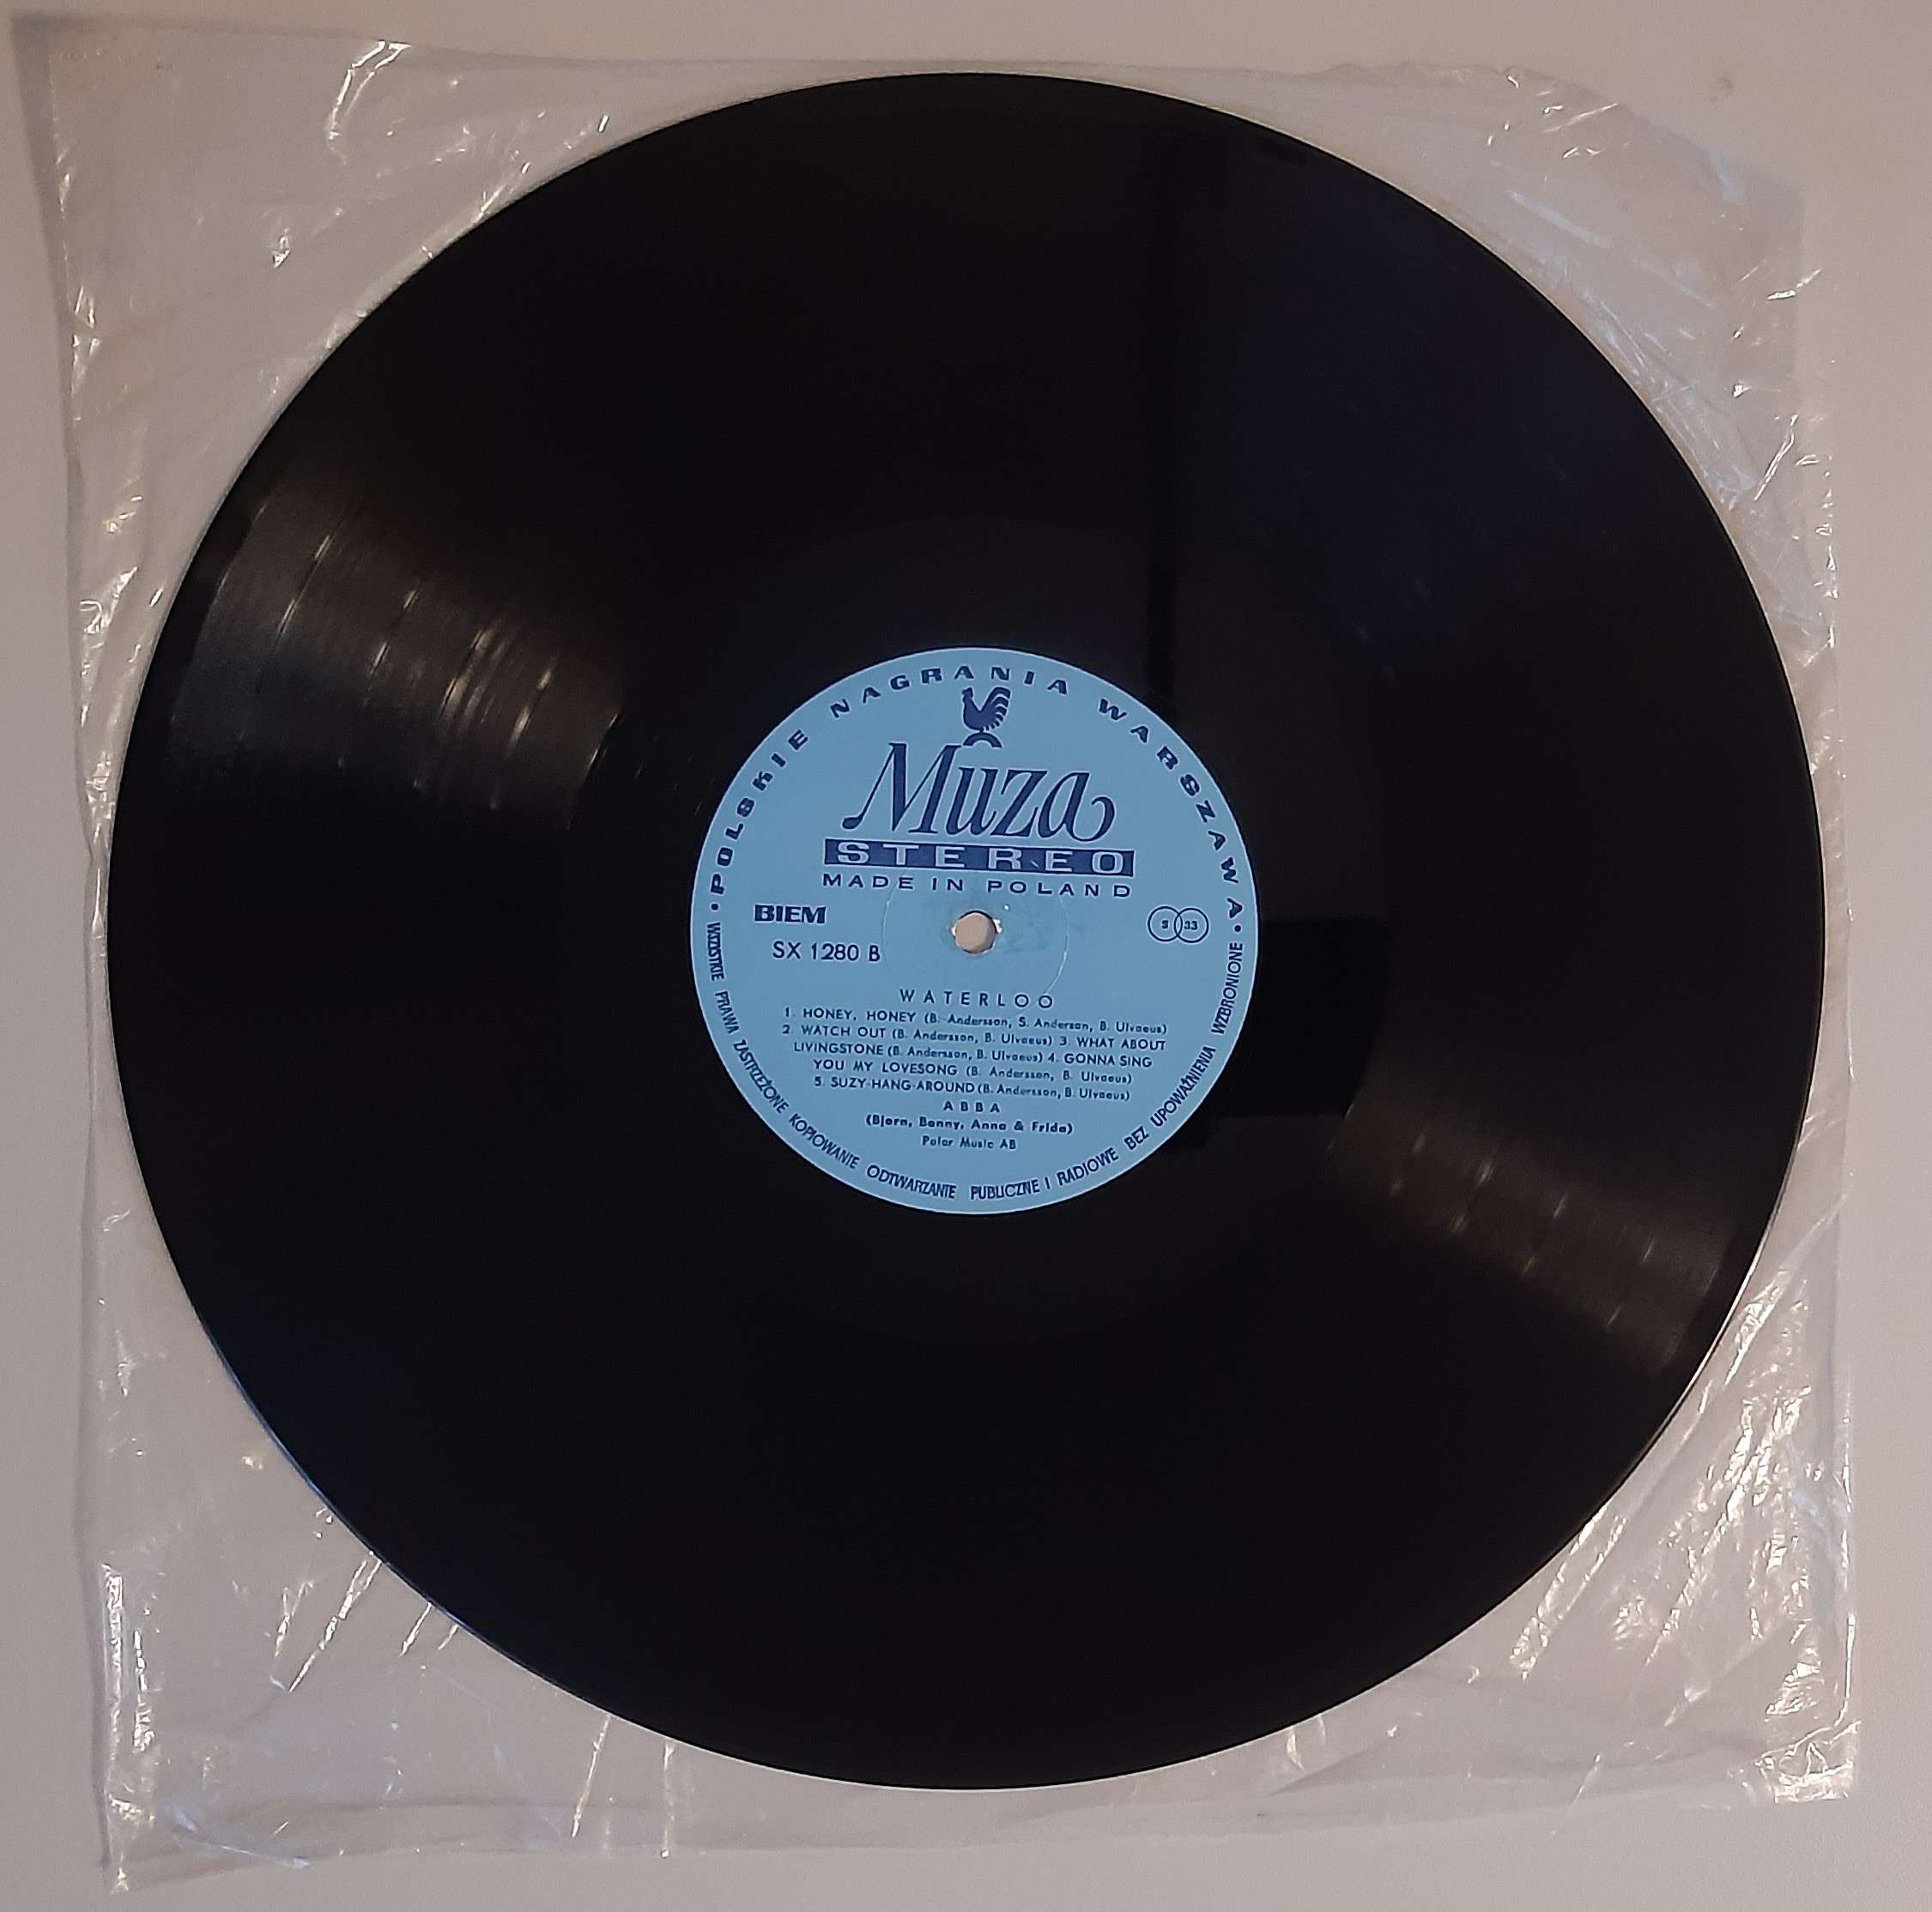 • POLSKIE NAGRANIA WARSZAWA •
Muza
STEREO
MADE IN POLAND
BIEM
S 33
SX 1280 B
WATERLOO
1. HONEY, HONEY (B. Andersson, S. Anderson, B. Ulvaeus)
2. WATCH OUT (B. Andersson, B. Ulvaeus) 3. WHAT ABOUT
LIVINGSTONE (B. Andersson, B. Ulvaeus) 4. GONNA SING
YOU MY LOVESONG (B. Andersson, B. Ulvaeus)
5. SUZY-HANG-AROUND (B. Andersson, B. Ulvaeus)
ABBA
(Bjorn, Benny, Anna & Frida)
Polar Music AB
WSZYSTKIE PRAWA ZASTRZEŻONE KOPIOWANIE ODTWARZANIE PUBLICZNE I RADIOWE BEZ UPOWAŻNIENIA WZBRONIONE